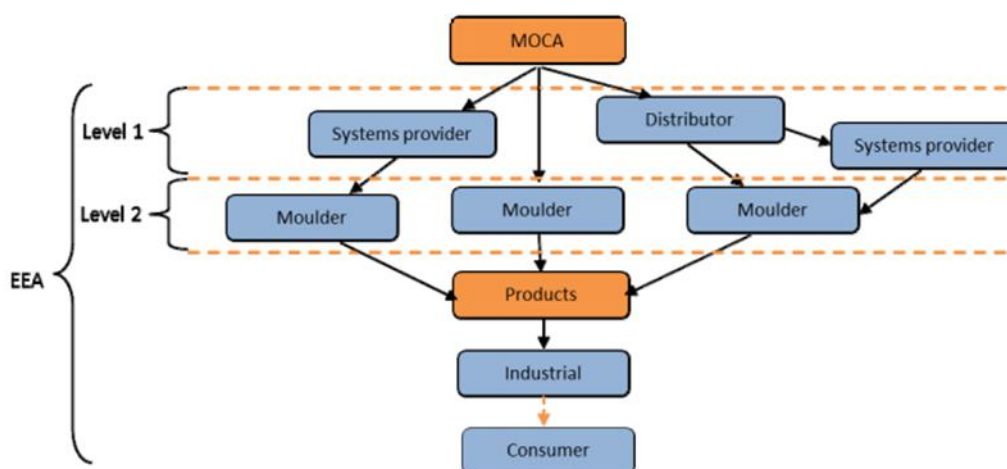 MOCA
Distributor
Level 1
Systems provider
Systems provider
Level 2
Moulder
Moulder
Moulder
EEA
Products
Industrial
Consumer